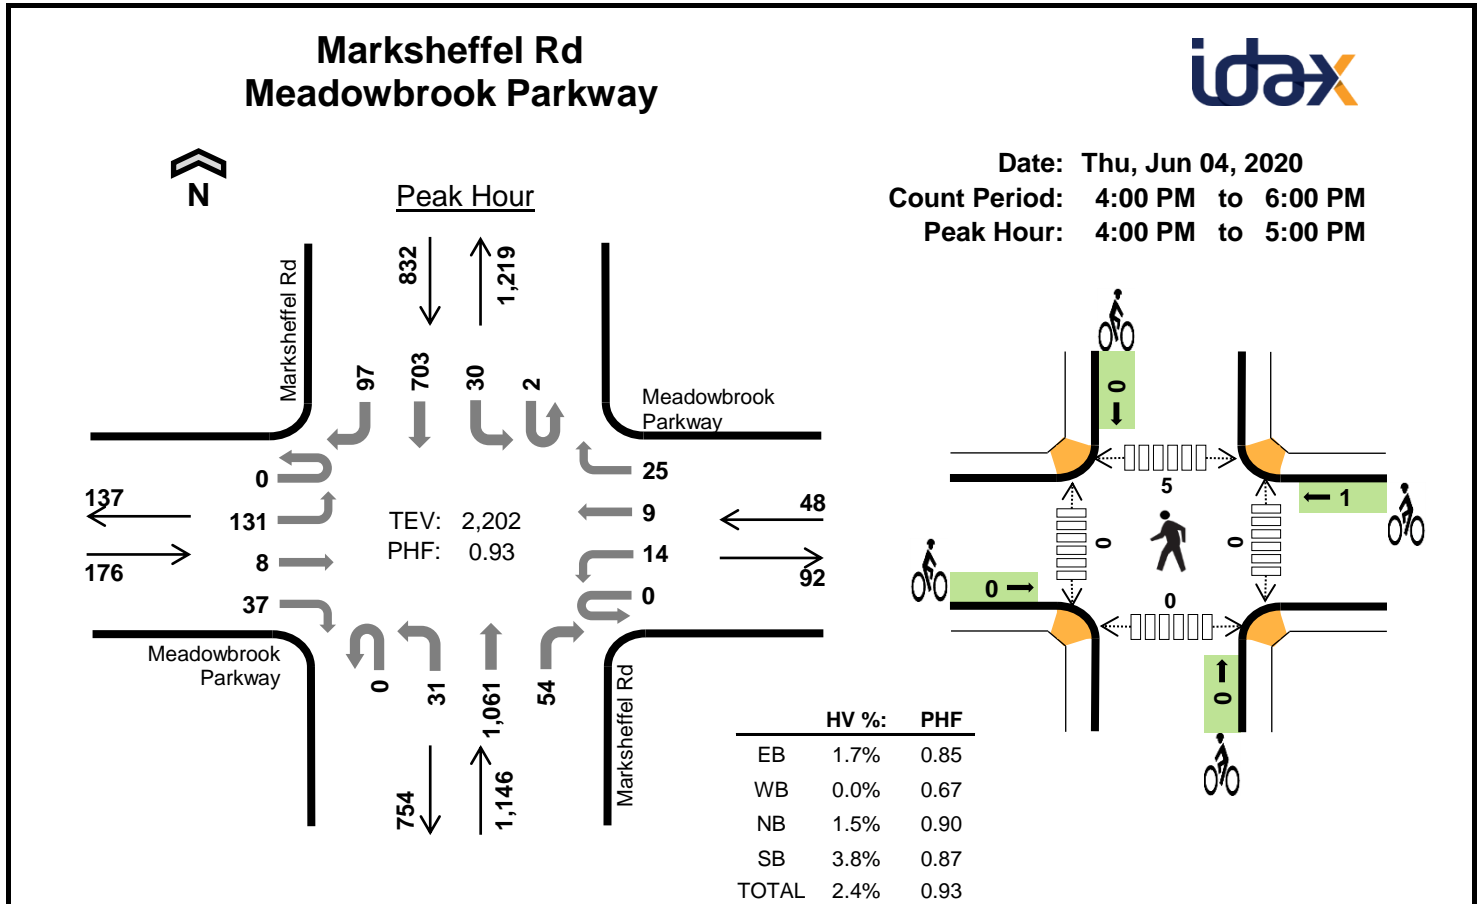 Marksheffel Rd
Meadowbrook Parkway
idax
Date: Thu, Jun 04, 2020
Count Period: 4:00 PM to 6:00 PM
Peak Hour: 4:00 PM to 5:00 PM
N
Peak Hour
832
1,219
Marksheffel Rd
97
703
30
2
Meadowbrook
Parkway
0
131
8
37
137
176
TEV: 2,202
PHF: 0.93
25
9
14
0
48
92
Meadowbrook
Parkway
0
31
1,061
54
Marksheffel Rd
754
1,146
HV %: PHF
EB 1.7% 0.85
WB 0.0% 0.67
NB 1.5% 0.90
SB 3.8% 0.87
TOTAL 2.4% 0.93
0
5
1
0
0
0
0
0